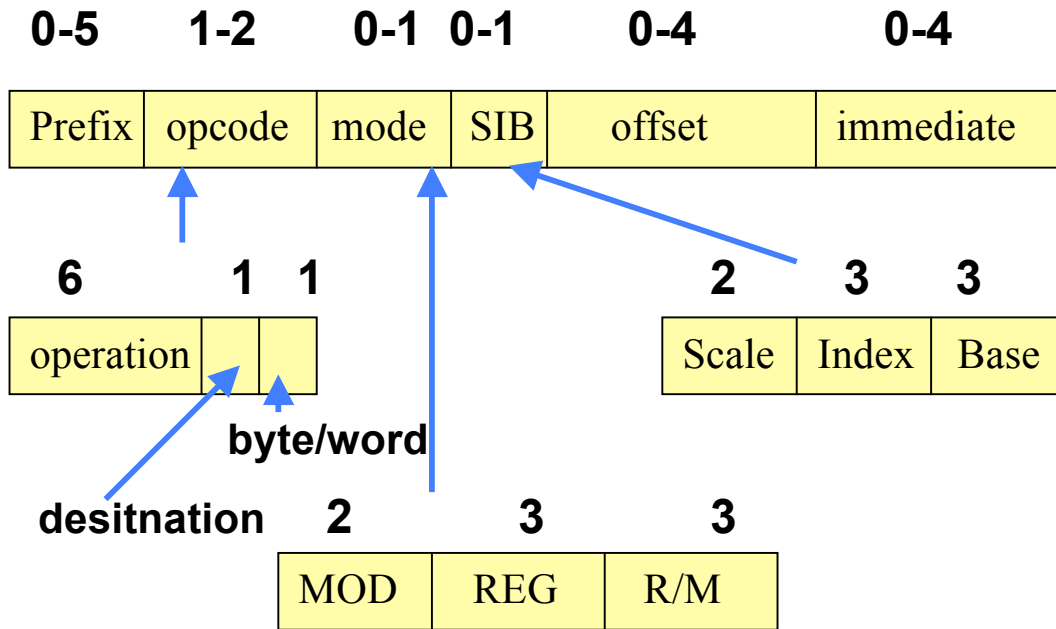 0-5 1-2 0-1 0-1 0-4 0-4
Prefix opcode mode SIB offset immediate
6 1 1 2 3 3
operation Scale Index Base
byte/word
desitnation 2 3 3
MOD REG R/M